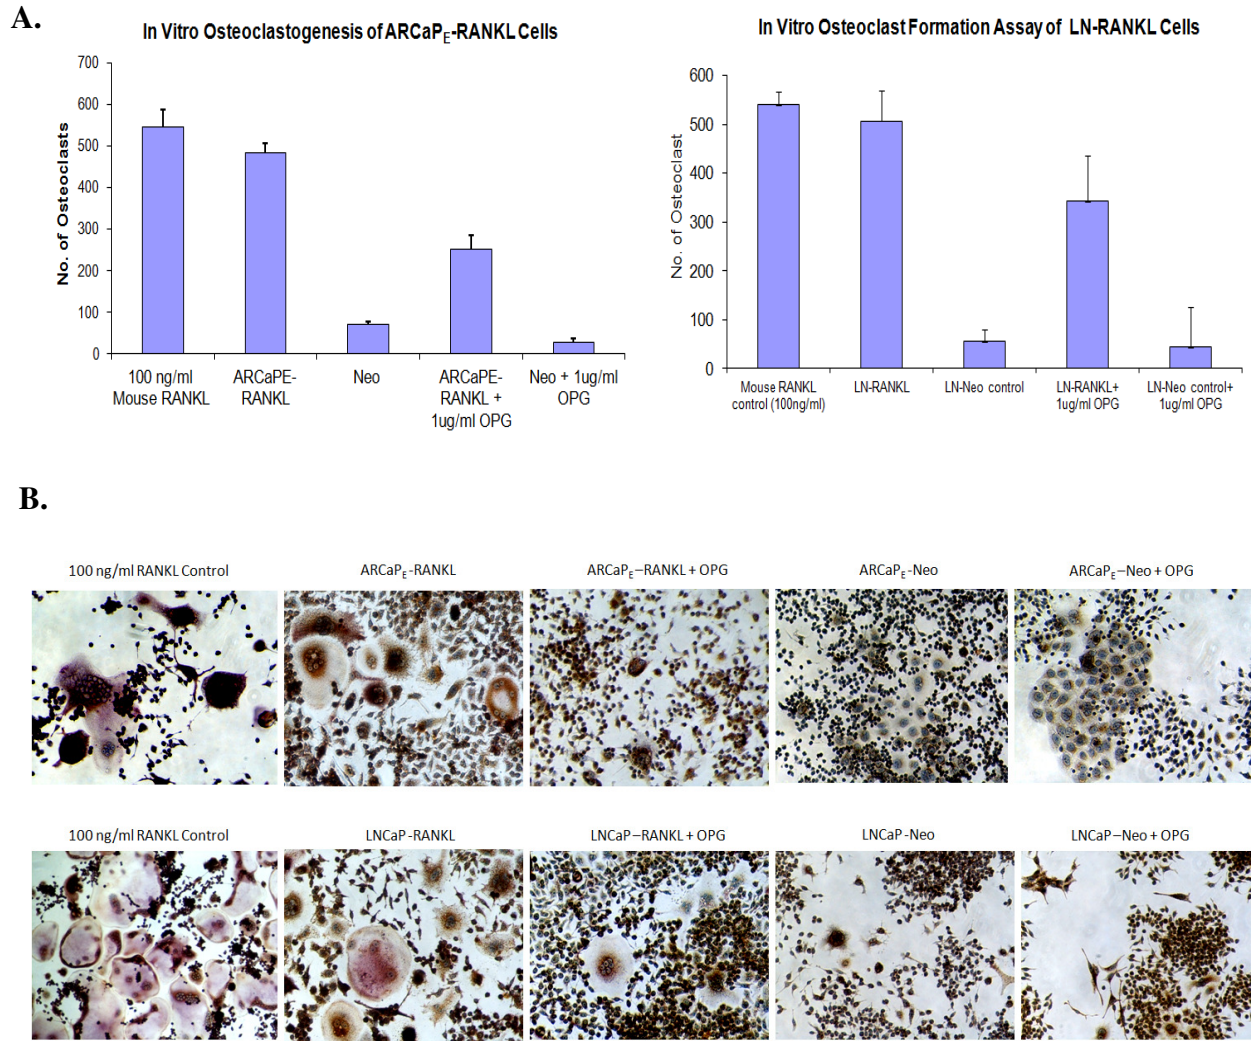 A.
In Vitro Osteoclastogenesis of ARCaPE-RANKL Cells
700
600
500
400
300
200
100
0
No. of Osteoclasts
100 ng/ml
Mouse RANKL
ARCaPE-
RANKL
Neo
ARCaPE-
RANKL +
1ug/ml OPG
Neo + 1ug/ml
OPG
In Vitro Osteoclast Formation Assay of LN-RANKL Cells
600
500
400
300
200
100
0
No. of Osteoclast
Mouse RANKL
control (100ng/ml)
LN-RANKL
LN-Neo control
LN-RANKL+
1ug/ml OPG
LN-Neo control+
1ug/ml OPG
B.
100 ng/ml RANKL Control
ARCaPE-RANKL
ARCaPE–RANKL + OPG
ARCaPE-Neo
ARCaPE–Neo + OPG
100 ng/ml RANKL Control
LNCaP-RANKL
LNCaP–RANKL + OPG
LNCaP-Neo
LNCaP–Neo + OPG